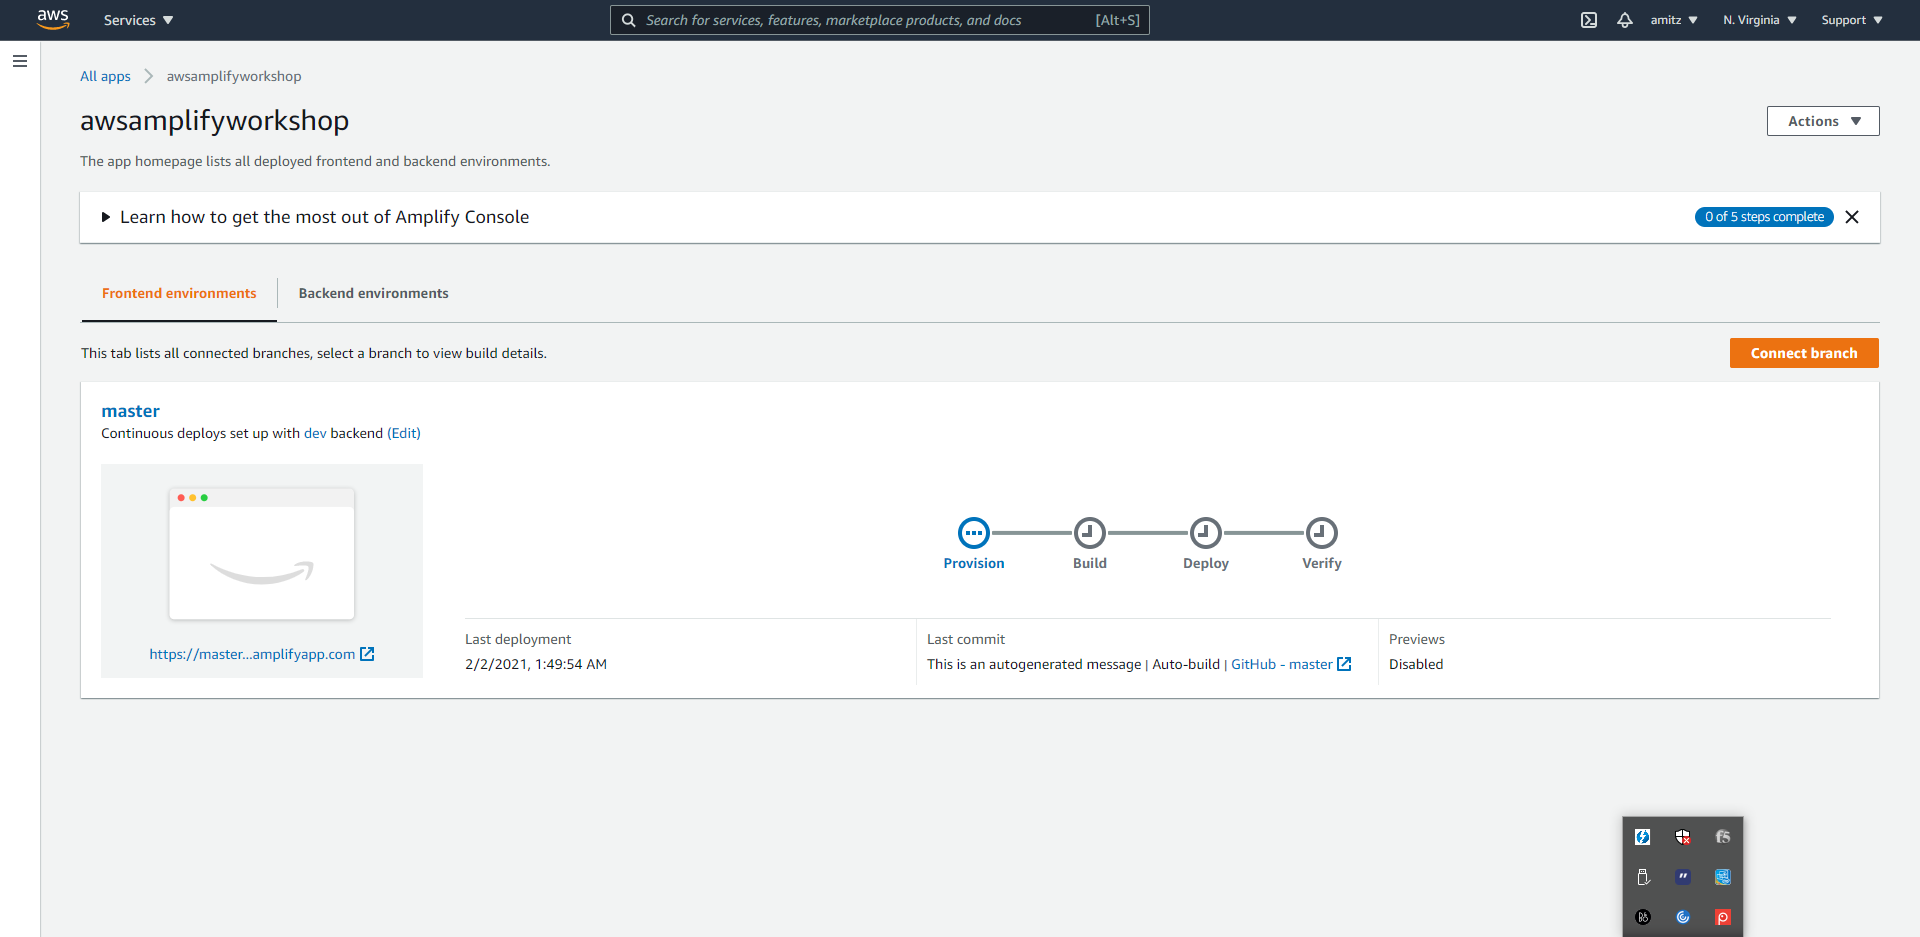 aws
Services
Search for services, features, marketplace products, and docs
[Alt+S]
amitz
N. Virginia
Support
All apps
awsamplifyworkshop
awsamplifyworkshop
Actions
The app homepage lists all deployed frontend and backend environments.
Learn how to get the most out of Amplify Console
0 of 5 steps complete
Frontend environments
Backend environments
This tab lists all connected branches, select a branch to view build details.
Connect branch
master
Continuous deploys set up with dev backend (Edit)
Provision
Build
Deploy
Verify
https://master...amplifyapp.com
Last deployment
2/2/2021, 1:49:54 AM
Last commit
This is an autogenerated message | Auto-build | GitHub - master
Previews
Disabled
f5